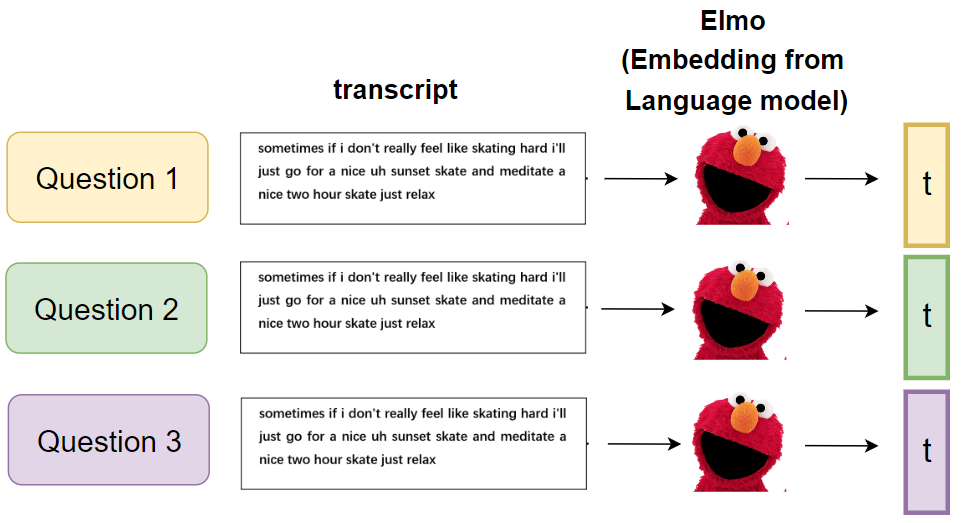 Elmo
(Embedding from
Language model)
transcript
Question 1
sometimes if i don't really feel like skating hard i'll
just go for a nice uh sunset skate and meditate a
nice two hour skate just relax
t
Question 2
sometimes if i don't really feel like skating hard i'll
just go for a nice uh sunset skate and meditate a
nice two hour skate just relax
t
Question 3
sometimes if i don't really feel like skating hard i'll
just go for a nice uh sunset skate and meditate a
nice two hour skate just relax
t